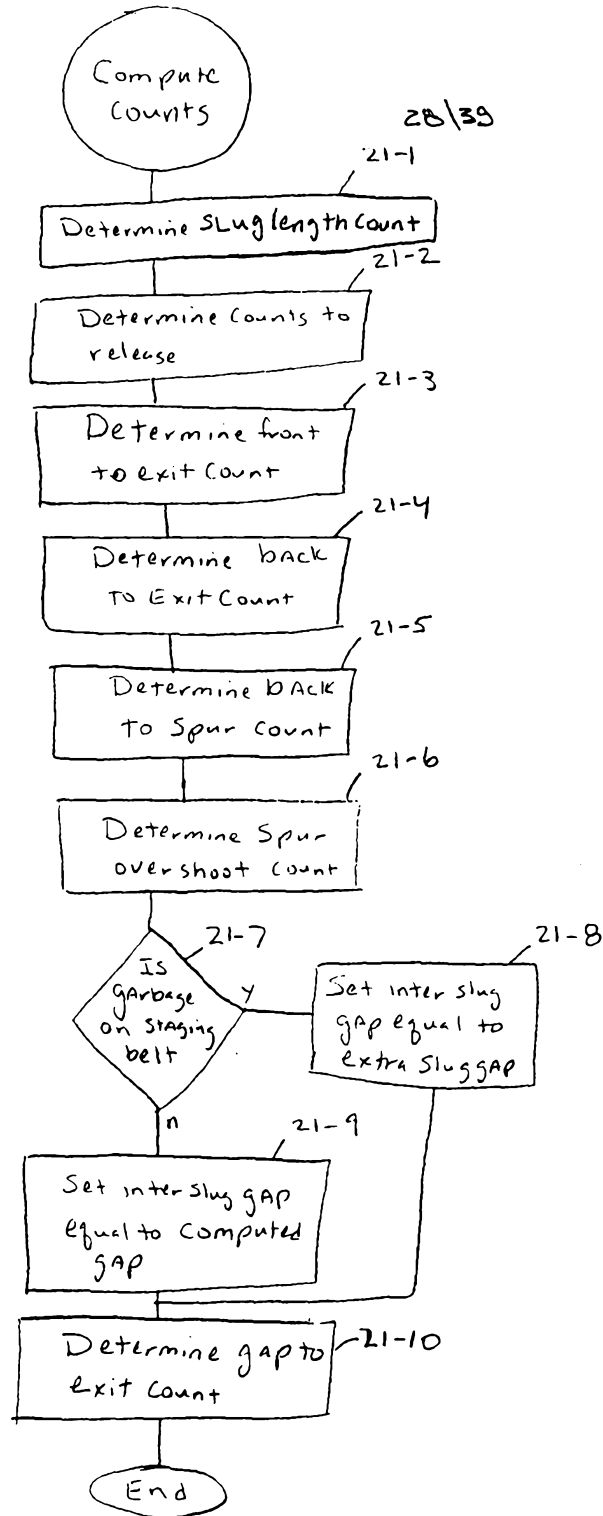 Compute
Counts
28\39
21-1
Determine SLug length Count
21-2
Determine Counts to
release
21-3
Determine front
to exit Count
21-4
Determine bAck
To Exit Count
21-5
Determine bAck
To Spur Count
21-6
Determine Spur
overshoot Count
21-7
Is
gArbage
on stAging
belt
y
n
21-8
Set inter slug
gAp equal to
extra SluggAp
21-9
Set inter slug gAp
equal to Computed
gAp
21-10
Determine gap to
exit Count
End